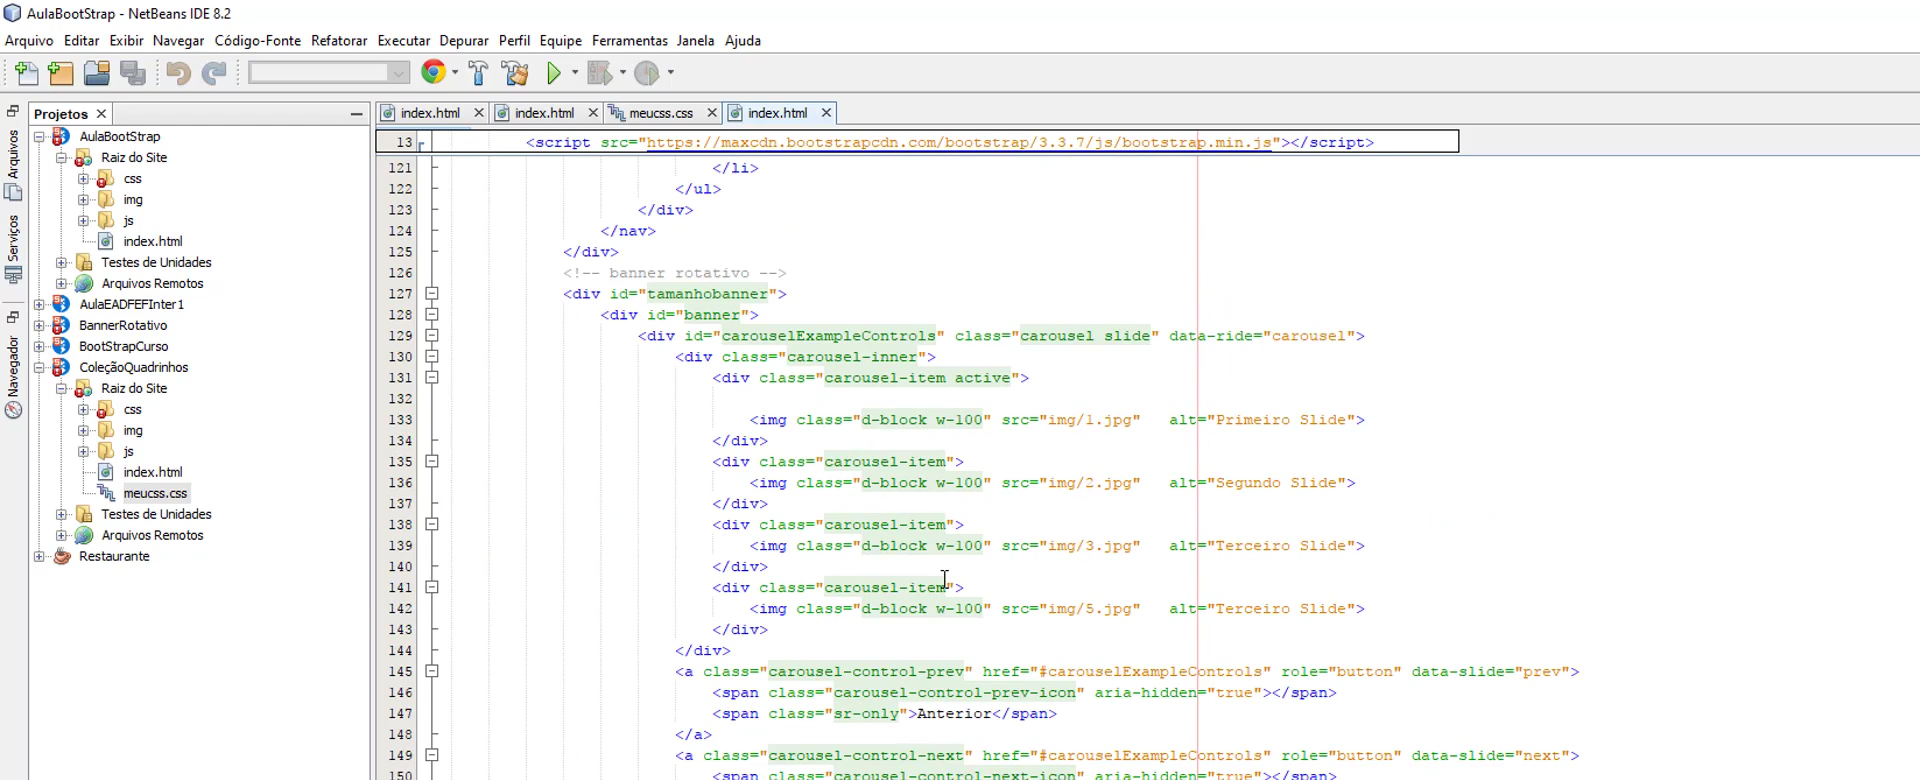 AulaBootStrap - NetBeans IDE 8.2
Arquivo Editar Exibir Navegar Código-Fonte Refatorar Executar Depurar Perfil Equipe Ferramentas Janela Ajuda
Arquivos
Serviços
Navegador
Projetos
AulaBootStrap
Raiz do Site
css
img
js
index.html
Testes de Unidades
Arquivos Remotos
AulaEADFEFInter1
BannerRotativo
BootStrapCurso
ColeçãoQuadrinhos
Raiz do Site
css
img
js
index.html
meucss.css
Testes de Unidades
Arquivos Remotos
Restaurante
index.html index.html meucss.css index.html
13 <script src="https://maxcdn.bootstrapcdn.com/bootstrap/3.3.7/js/bootstrap.min.js"></script>
121 </li>
122 </ul>
123 </div>
124 </nav>
125 </div>
126 <!-- banner rotativo -->
127 <div id="tamanhobanner">
128 <div id="banner">
129 <div id="carouselExampleControls" class="carousel slide" data-ride="carousel">
130 <div class="carousel-inner">
131 <div class="carousel-item active">
132
133 <img class="d-block w-100" src="img/1.jpg" alt="Primeiro Slide">
134 </div>
135 <div class="carousel-item">
136 <img class="d-block w-100" src="img/2.jpg" alt="Segundo Slide">
137 </div>
138 <div class="carousel-item">
139 <img class="d-block w-100" src="img/3.jpg" alt="Terceiro Slide">
140 </div>
141 <div class="carousel-item">
142 <img class="d-block w-100" src="img/5.jpg" alt="Terceiro Slide">
143 </div>
144 </div>
145 <a class="carousel-control-prev" href="#carouselExampleControls" role="button" data-slide="prev">
146 <span class="carousel-control-prev-icon" aria-hidden="true"></span>
147 <span class="sr-only">Anterior</span>
148 </a>
149 <a class="carousel-control-next" href="#carouselExampleControls" role="button" data-slide="next">
150 <span class="carousel-control-next-icon" aria-hidden="true"></span>